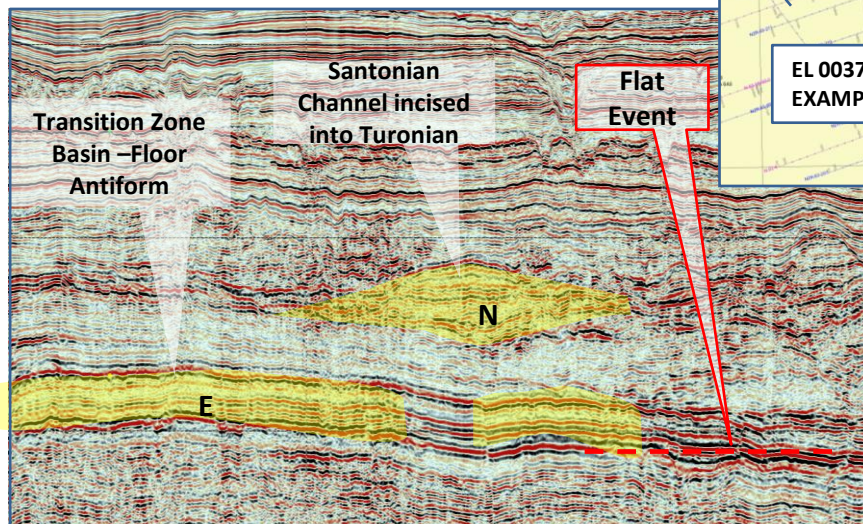 EL 0037
EXAMP
Santonian
Channel incised
into Turonian
Flat
Event
Transition Zone
Basin –Floor
Antiform
N
E